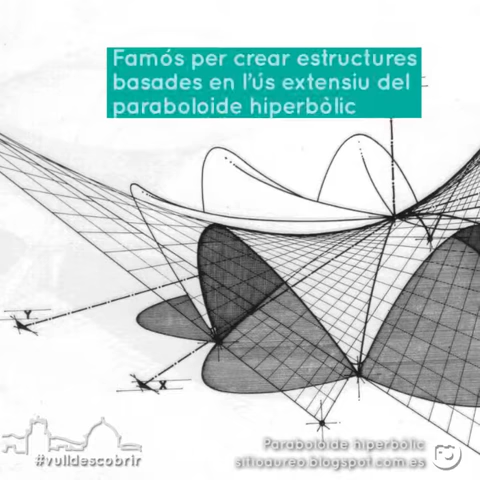 Famós per crear estructures
basades en l'ús extensiu del
paraboloide hiperbòlic
Y
X
#vulldescobrir
Paraboloide hiperbòlic
sitioaureo.blogspot.com.es